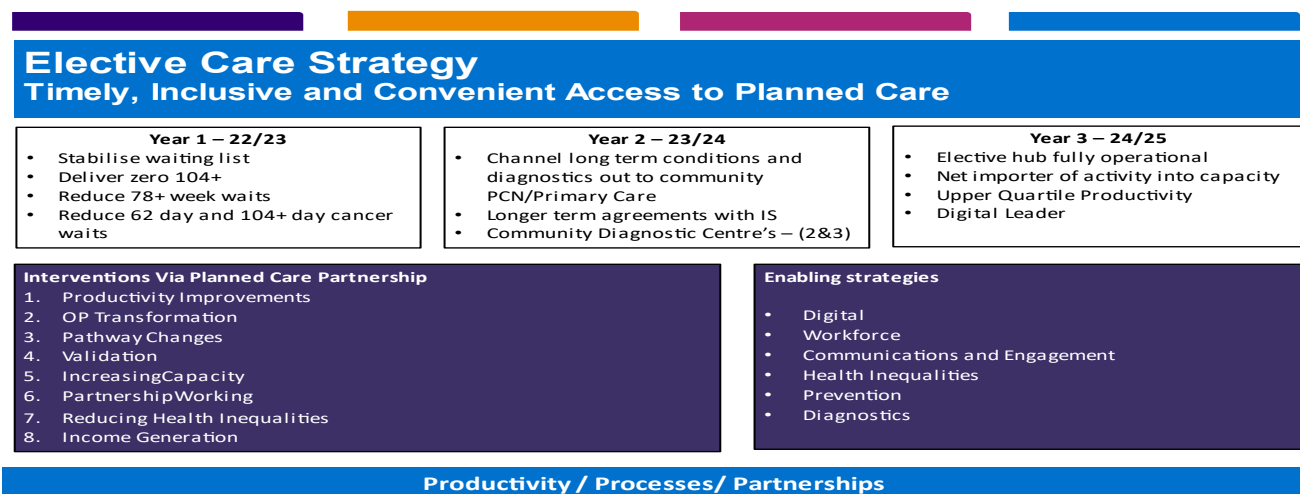 Elective Care Strategy
Timely, Inclusive and Convenient Access to Planned Care
Year 1 – 22/23
• Stabilise waiting list
• Deliver zero 104+
• Reduce 78+ week waits
• Reduce 62 day and 104+ day cancer
waits
Year 2 – 23/24
• Channel long term conditions and
diagnostics out to community
PCN/Primary Care
• Longer term agreements with IS
• Community Diagnostic Centre's – (2&3)
Year 3 – 24/25
• Elective hub fully operational
• Net importer of activity into capacity
• Upper Quartile Productivity
• Digital Leader
Interventions Via Planned Care Partnership
1. Productivity Improvements
2. OP Transformation
3. Pathway Changes
4. Validation
5. IncreasingCapacity
6. PartnershipWorking
7. Reducing Health Inequalities
8. Income Generation
Enabling strategies
• Digital
• Workforce
• Communications and Engagement
• Health Inequalities
• Prevention
• Diagnostics
Productivity / Processes/ Partnerships